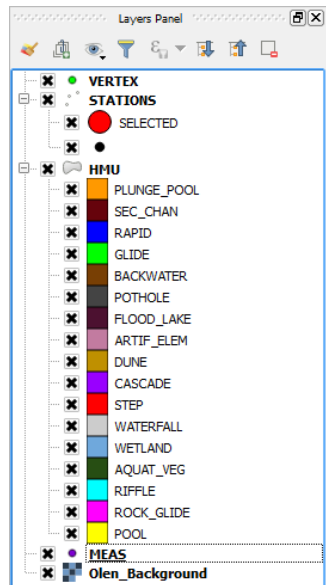 Layers Panel
VERTEX
STATIONS
SELECTED
HMU
PLUNGE_POOL
SEC_CHAN
RAPID
GLIDE
BACKWATER
POTHOLE
FLOOD_LAKE
ARTIF_ELEM
DUNE
CASCADE
STEP
WATERFALL
WETLAND
AQUAT_VEG
RIFFLE
ROCK_GLIDE
POOL
MEAS
Olen_Background